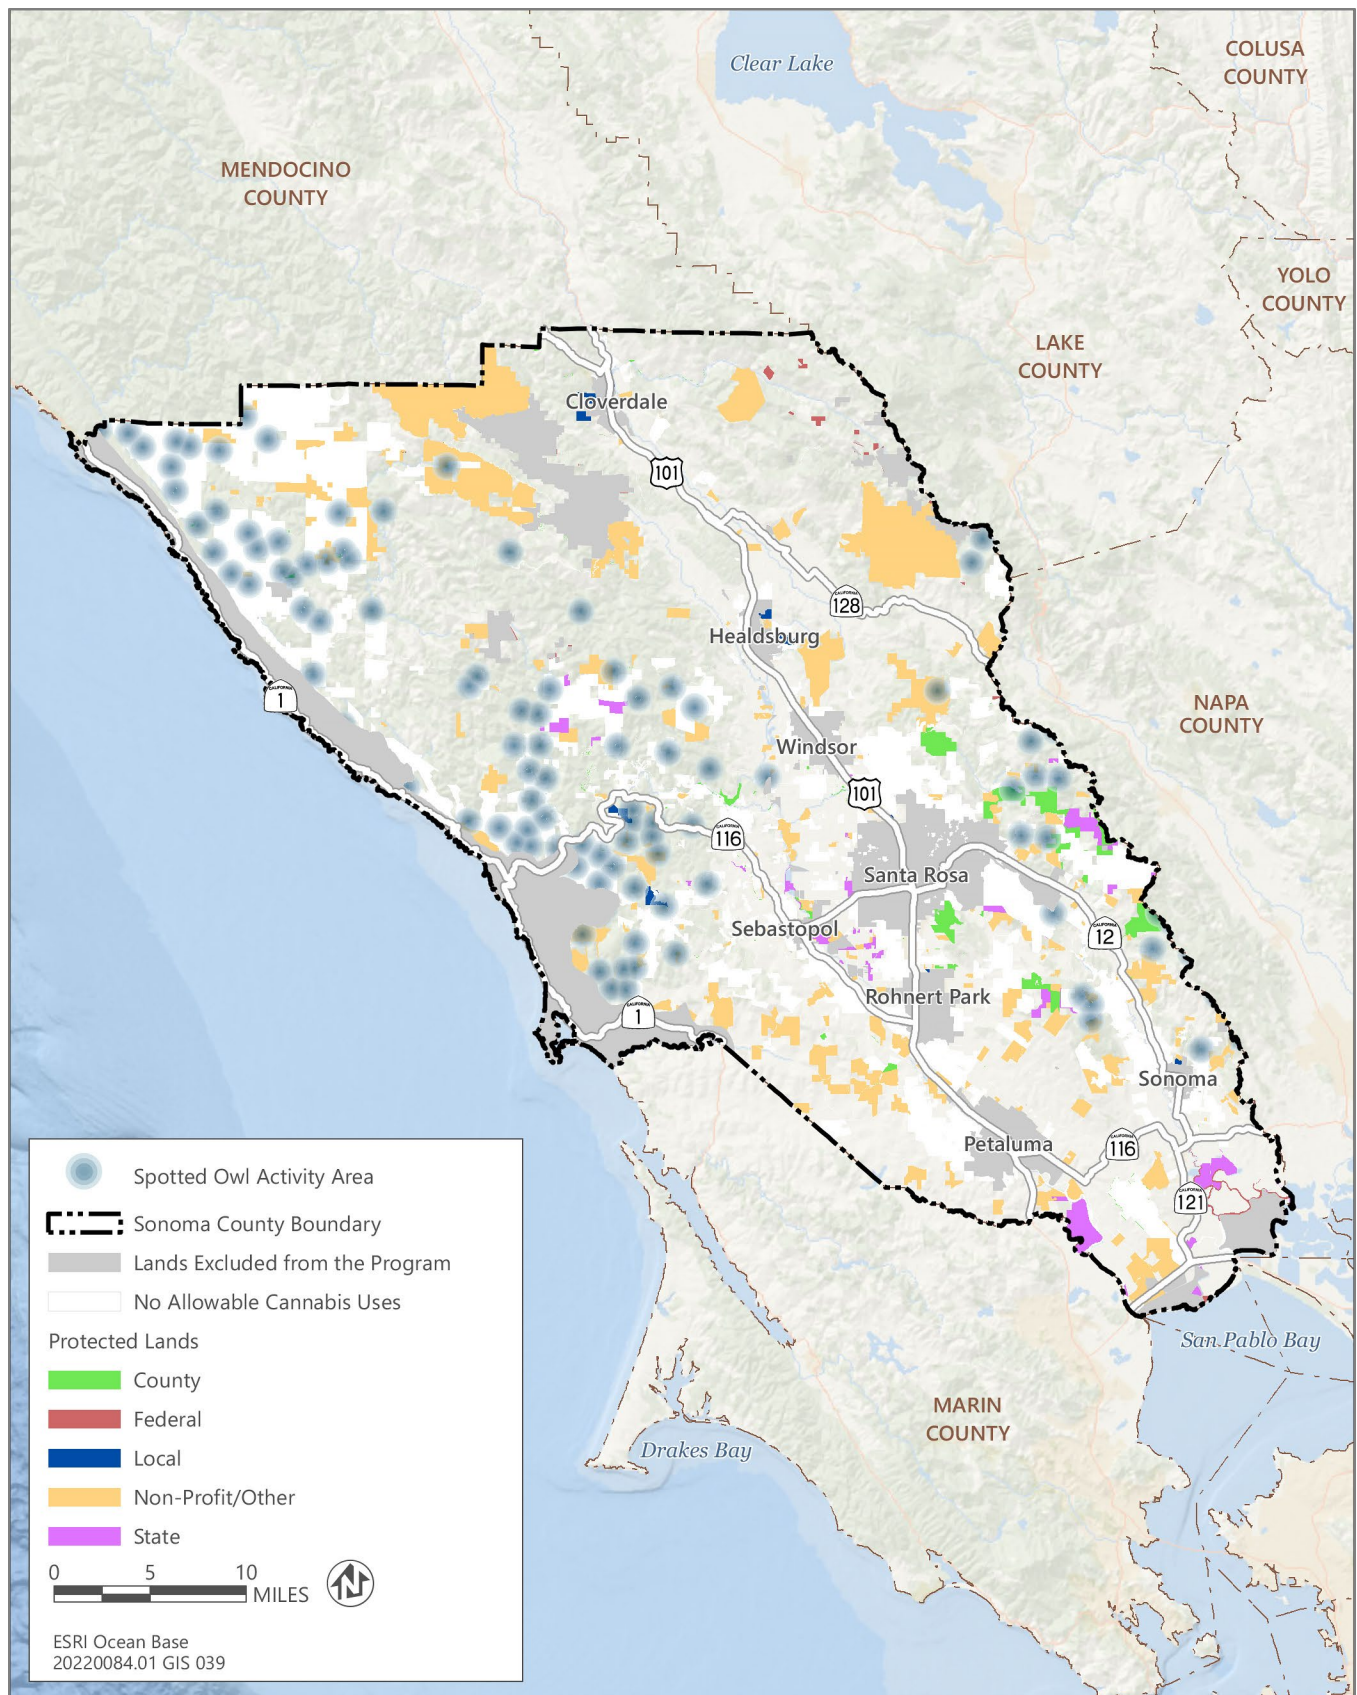 Clear Lake
COLUSA
COUNTY
MENDOCINO
COUNTY
YOLO
COUNTY
LAKE
COUNTY
Cloverdale
101
128
Healdsburg
CALIFORNIA
1
NAPA
COUNTY
Windsor
101
116
Santa Rosa
Sebastopol
12
Rohnert Park
CALIFORNIA
1
Sonoma
Petaluma
116
121
San Pablo Bay
MARIN
COUNTY
Drakes Bay
Spotted Owl Activity Area
Sonoma County Boundary
Lands Excluded from the Program
No Allowable Cannabis Uses
Protected Lands
County
Federal
Local
Non-Profit/Other
State
0 5 10
MILES
N
ESRI Ocean Base
20220084.01 GIS 039